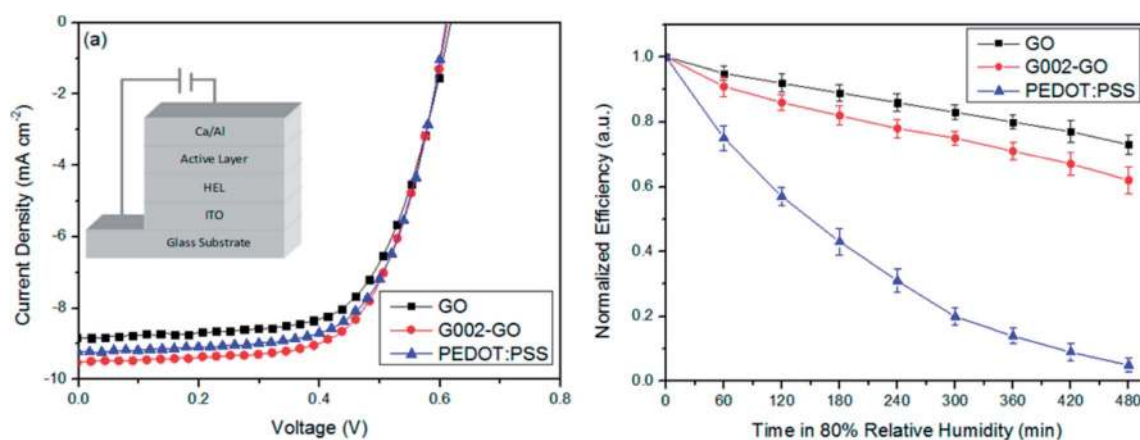 (a)
0
-2
-4
-6
-8
-10
Current Density (mA cm⁻²)
0.0
0.2
0.4
0.6
0.8
Voltage (V)
Ca/Al
Active Layer
HEL
ITO
Glass Substrate
GO
G002-GO
PEDOT:PSS
1.0
0.8
0.6
0.4
0.2
0.0
Normalized Efficiency (a.u.)
0
60
120
180
240
300
360
420
480
Time in 80% Relative Humidity (min)
GO
G002-GO
PEDOT:PSS